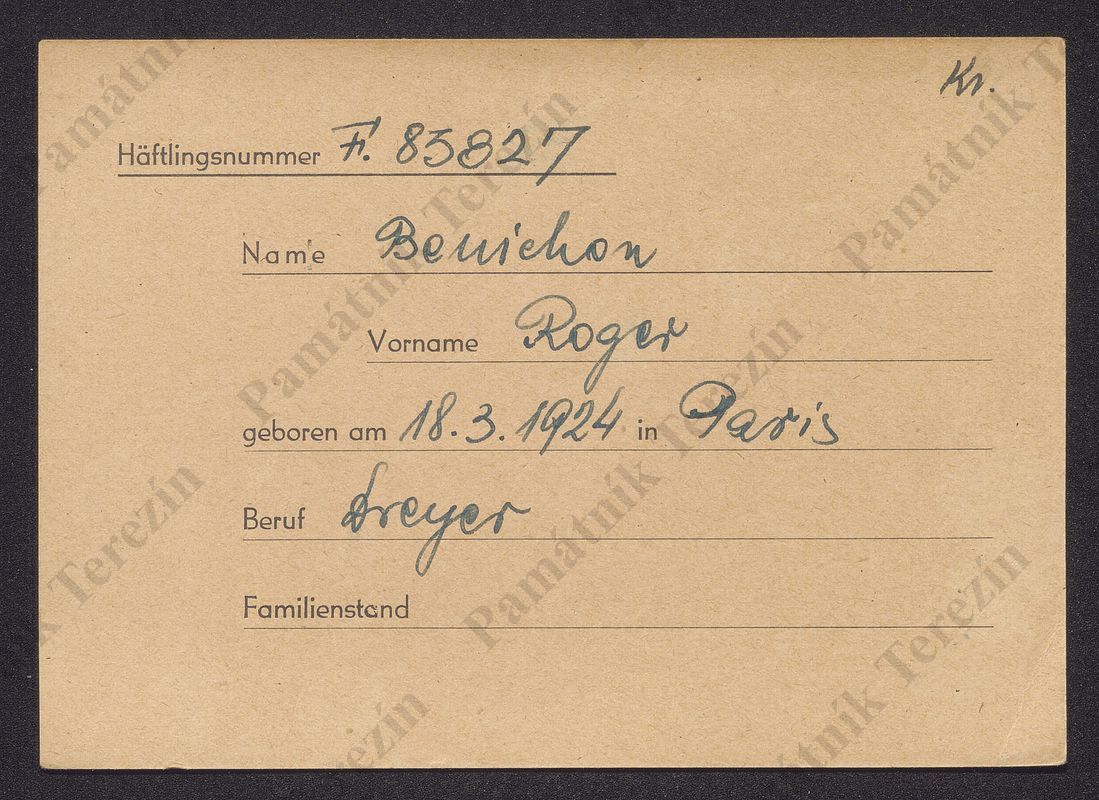 Kr.
Häftlingsnummer F. 83827
Name Benichon
Vorname Roger
geboren am 18.3.1924 in Paris
Beruf Dreyer
Familienstand
Památník Terezín